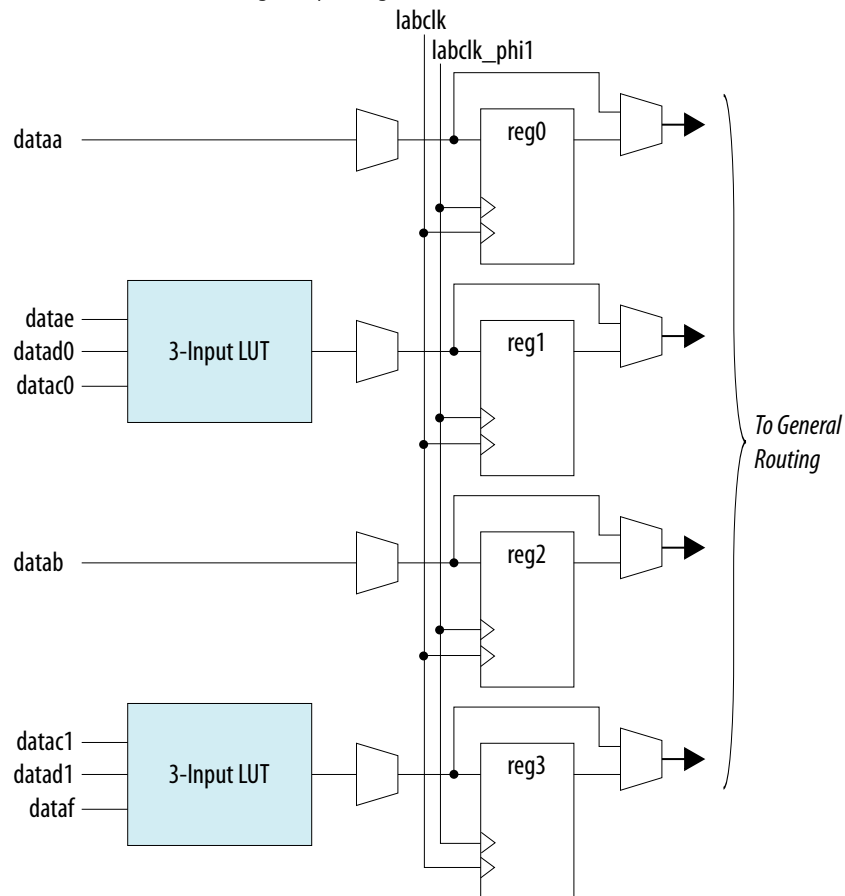 labclk
labclk_phi1
dataa
reg0
datae
datad0
datac0
3-Input LUT
reg1
To General
Routing
datab
reg2
datac1
datad1
dataf
3-Input LUT
reg3